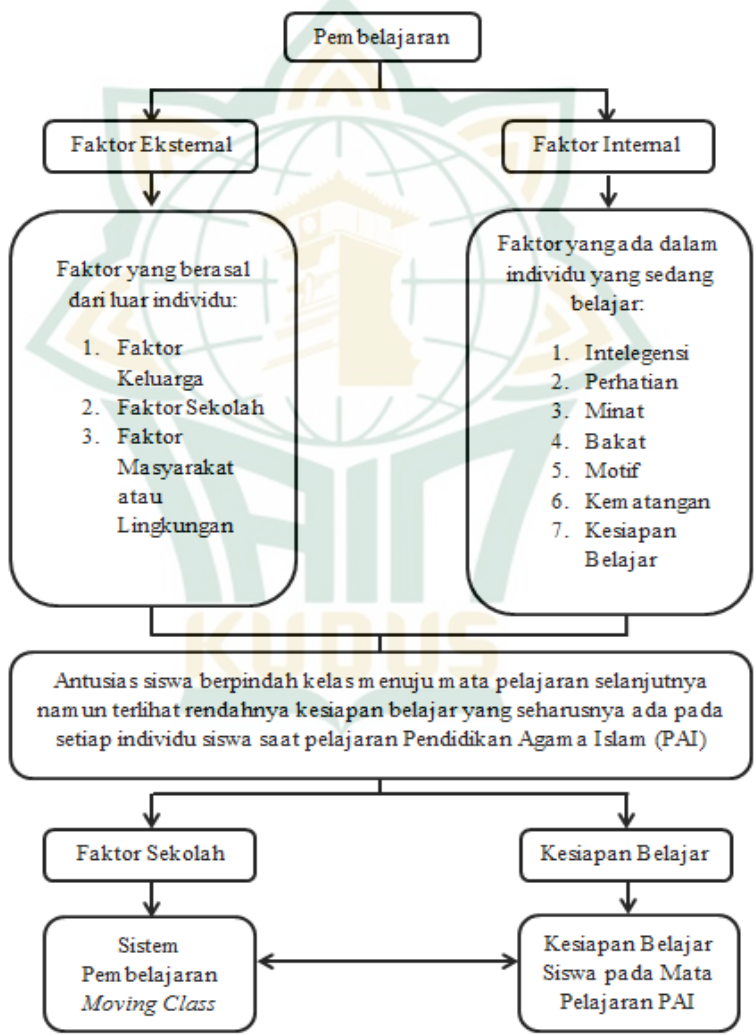 Pembelajaran
Faktor Eksternal
Faktor Internal
Faktor yang berasal
dari luar individu:
1. Faktor
Keluarga
2. Faktor Sekolah
3. Faktor
Masyarakat
atau
Lingkungan
Faktor yang ada dalam
individu yang sedang
belajar:
1. Intelegensi
2. Perhatian
3. Minat
4. Bakat
5. Motif
6. Kematangan
7. Kesiapan
Belajar
KUDUS
Antusias siswa berpindah kelas menuju mata pelajaran selanjutnya
namun terlihat rendahnya kesiapan belajar yang seharusnya ada pada
setiap individu siswa saat pelajaran Pendidikan Agama Islam (PAI)
Faktor Sekolah
Kesiapan Belajar
Sistem
Pembelajaran
Moving Class
Kesiapan Belajar
Siswa pada Mata
Pelajaran PAI